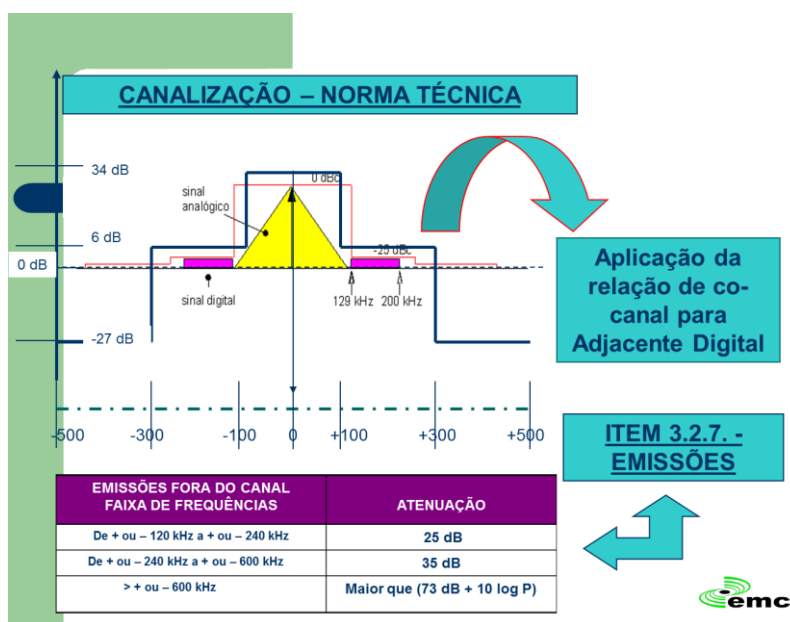 CANALIZAÇÃO – NORMA TÉCNICA
34 dB
0 dBc
sinal
analógico
6 dB
-25 dBc
0 dB
sinal digital
129 kHz
200 kHz
-27 dB
Aplicação da
relação de co-
canal para
Adjacente Digital
-500
-300
-100
0
+100
+300
+500
ITEM 3.2.7. -
EMISSÕES
EMISSÕES FORA DO CANAL
FAIXA DE FREQUÊNCIAS
ATENUAÇÃO
De + ou – 120 kHz a + ou – 240 kHz
25 dB
De + ou – 240 kHz a + ou – 600 kHz
35 dB
> + ou – 600 kHz
Maior que (73 dB + 10 log P)
emc